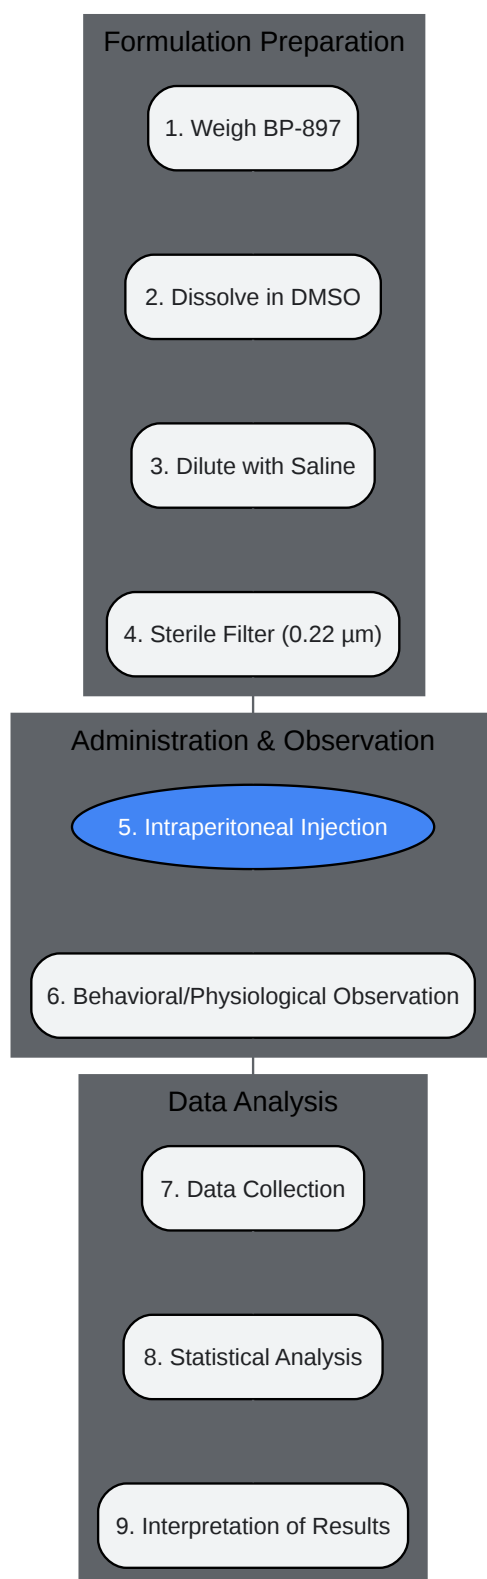 Formulation Preparation
1. Weigh BP-897
2. Dissolve in DMSO
3. Dilute with Saline
4. Sterile Filter (0.22 µm)
Administration & Observation
5. Intraperitoneal Injection
6. Behavioral/Physiological Observation
Data Analysis
7. Data Collection
8. Statistical Analysis
9. Interpretation of Results